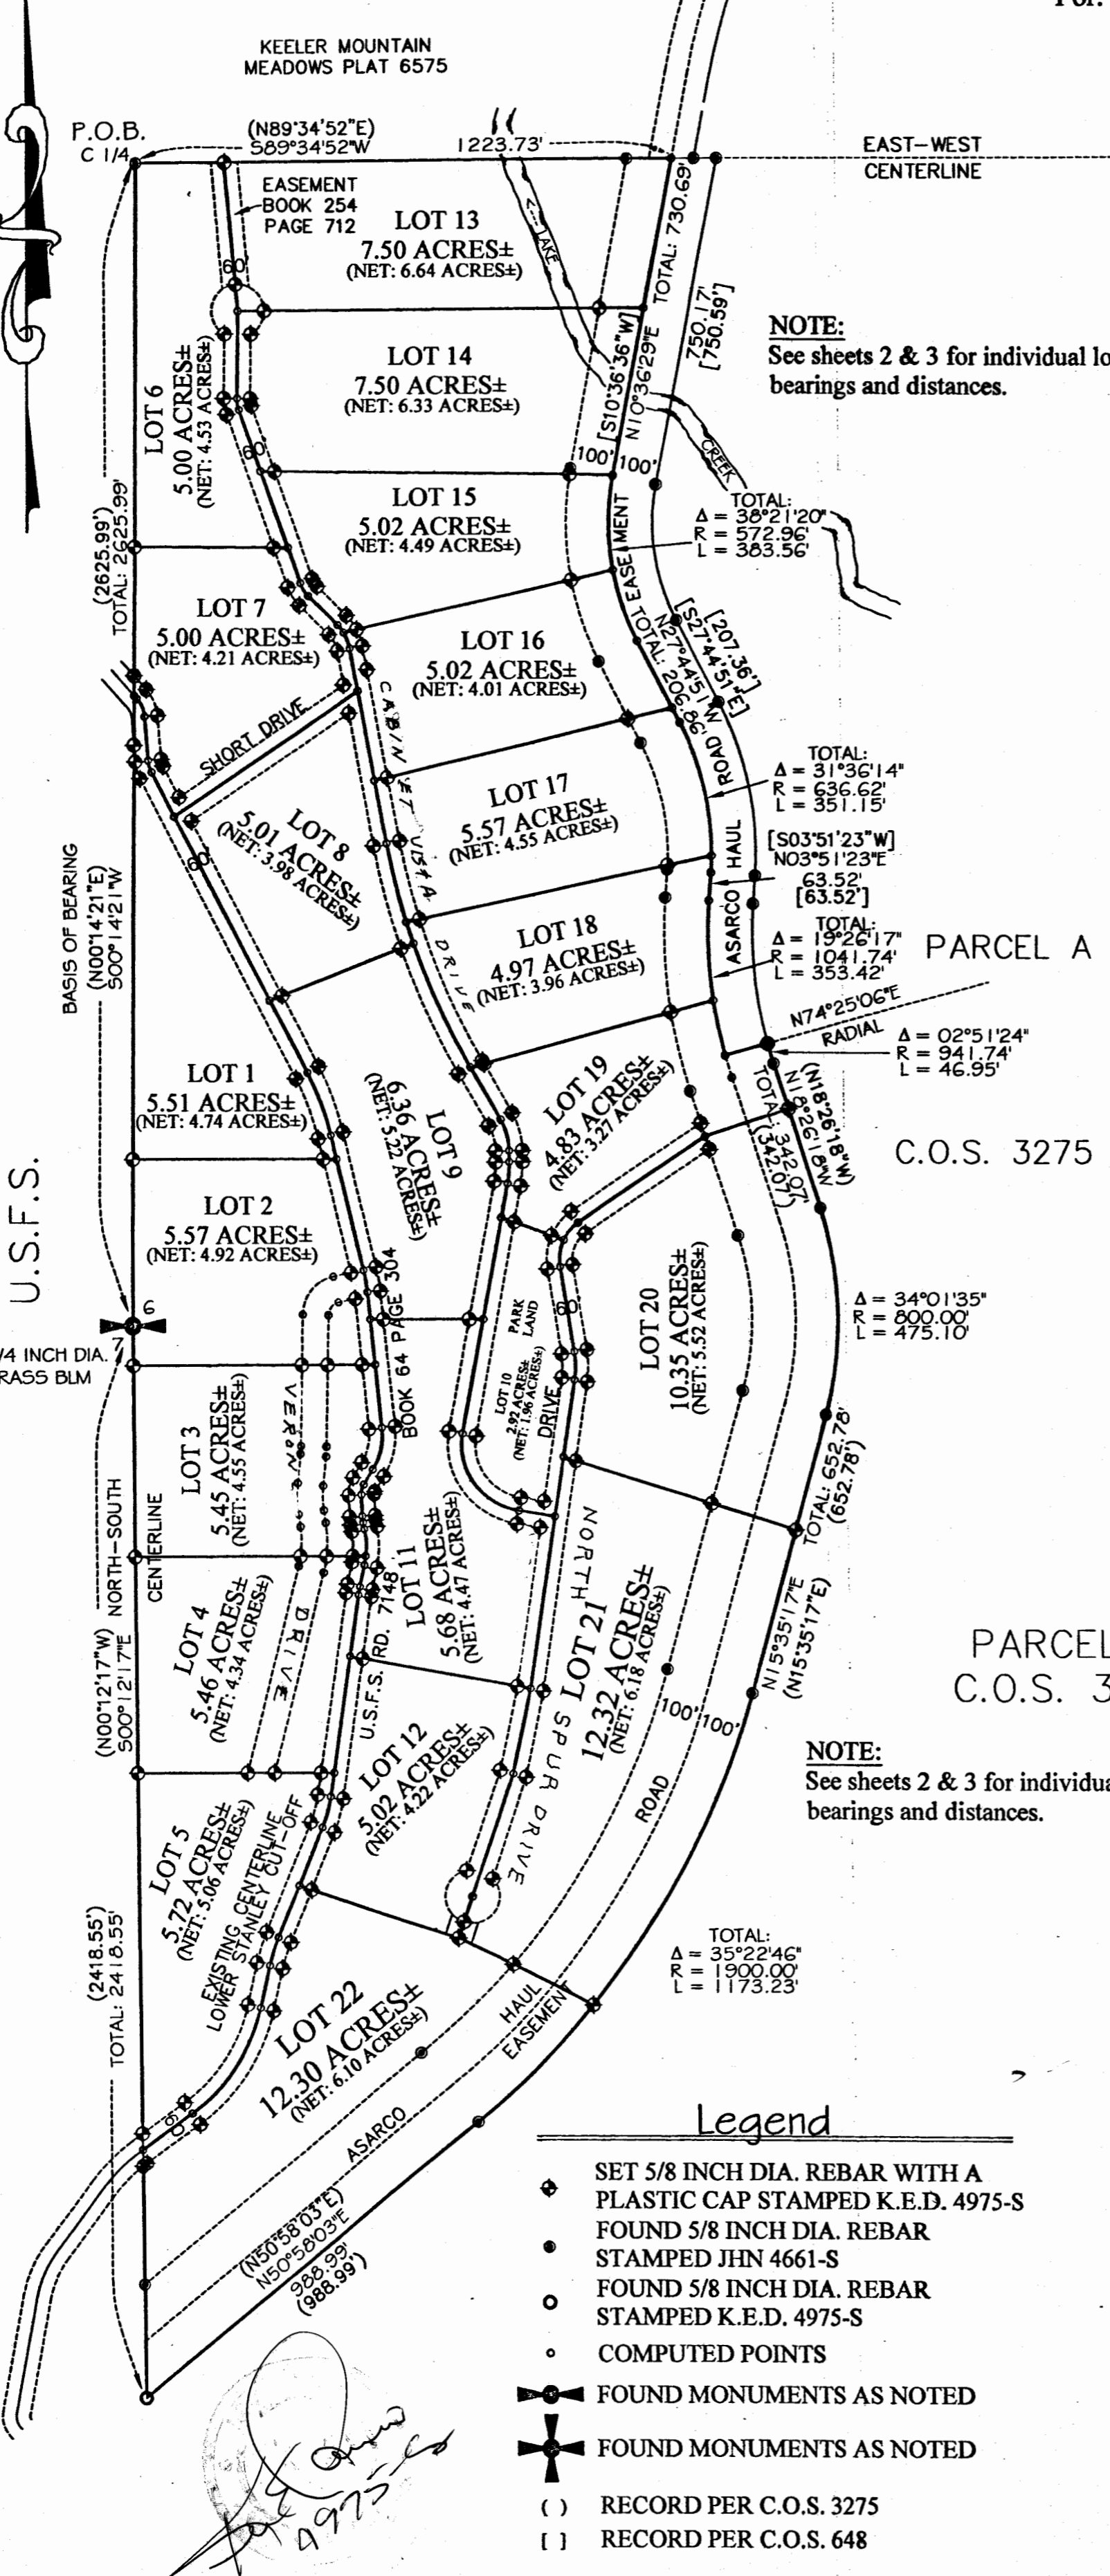 For:
KEELER MOUNTAIN
MEADOWS PLAT 6575
P.O.B.
C 1/4
(N89°34'52"E)
S89°34'52"W
1223.73'
EAST-WEST
CENTERLINE
EASEMENT
BOOK 254
PAGE 712
LOT 13
7.50 ACRES±
(NET: 6.64 ACRES±)
LAKE
TOTAL: 730.69'
750.17'
[750.59']
60'
NOTE:
See sheets 2 & 3 for individual lo
bearings and distances.
LOT 14
7.50 ACRES±
(NET: 6.33 ACRES±)
[S10°36'36"W]
N10°36'29"E
LOT 6
5.00 ACRES±
(NET: 4.53 ACRES±)
60'
100' 100'
CREEK
LOT 15
5.02 ACRES±
(NET: 4.49 ACRES±)
TOTAL:
Δ = 38°21'20"
R = 572.96'
L = 383.56'
EASEMENT
(2625.99')
TOTAL: 2625.99'
LOT 7
5.00 ACRES±
(NET: 4.21 ACRES±)
LOT 16
5.02 ACRES±
(NET: 4.01 ACRES±)
TOTAL: 206.86'
N27°44'51"W
[S27°44'51"E]
[207.36']
SHORT DRIVE
CABINET VISTA DRIVE
ROAD
TOTAL:
Δ = 31°36'14"
R = 636.62'
L = 351.15'
LOT 17
5.57 ACRES±
(NET: 4.55 ACRES±)
LOT 8
5.01 ACRES±
(NET: 3.98 ACRES±)
60'
HAUL
[S03°51'23"W]
N03°51'23"E
63.52'
[63.52']
ASARCO
BASIS OF BEARING
(N00°14'21"E)
S00°14'21"W
LOT 18
4.97 ACRES±
(NET: 3.96 ACRES±)
TOTAL:
Δ = 19°26'17"
R = 1041.74'
L = 353.42'
PARCEL A
N74°25'06"E
RADIAL
Δ = 02°51'24"
R = 941.74'
L = 46.95'
LOT 1
5.51 ACRES±
(NET: 4.74 ACRES±)
LOT 9
6.36 ACRES±
(NET: 5.22 ACRES±)
LOT 19
4.83 ACRES±
(NET: 3.27 ACRES±)
(N18°26'18"W)
N18°26'18"W
TOTAL: 342.07'
(342.07')
C.O.S. 3275
U.S.F.S.
LOT 2
5.57 ACRES±
(NET: 4.92 ACRES±)
6
7
/4 INCH DIA.
RASS BLM
BOOK 64 PAGE 304
PARK
LAND
60'
LOT 10
2.92 ACRES±
(NET: 1.96 ACRES±)
DRIVE
LOT 20
10.35 ACRES±
(NET: 5.52 ACRES±)
Δ = 34°01'35"
R = 800.00'
L = 475.10'
LOT 3
5.45 ACRES±
(NET: 4.55 ACRES±)
VERONE DRIVE
TOTAL: 652.78'
(652.78')
NORTH-SOUTH
CENTERLINE
LOT 11
5.68 ACRES±
(NET: 4.47 ACRES±)
U.S.F.S. RD. 7148
NORTH SPUR DRIVE
LOT 21
12.32 ACRES±
(NET: 6.18 ACRES±)
N15°35'17"E
(N15°35'17"E)
(N00°12'17"W)
S00°12'17"E
LOT 4
5.46 ACRES±
(NET: 4.34 ACRES±)
PARCEL
C.O.S. 3
100' 100'
LOT 12
5.02 ACRES±
(NET: 4.22 ACRES±)
ROAD
NOTE:
See sheets 2 & 3 for individua
bearings and distances.
LOT 5
5.72 ACRES±
(NET: 5.06 ACRES±)
EXISTING CENTERLINE
LOWER STANLEY CUT-OFF
(2418.55')
TOTAL: 2418.55'
TOTAL:
Δ = 35°22'46"
R = 1900.00'
L = 1173.23'
HAUL
EASEMENT
LOT 22
12.30 ACRES±
(NET: 6.10 ACRES±)
60'
ASARCO
(N50°58'03"E)
N50°58'03"E
988.99'
(988.99')
Legend
SET 5/8 INCH DIA. REBAR WITH A
PLASTIC CAP STAMPED K.E.D. 4975-S
FOUND 5/8 INCH DIA. REBAR
STAMPED JHN 4661-S
FOUND 5/8 INCH DIA. REBAR
STAMPED K.E.D. 4975-S
COMPUTED POINTS
FOUND MONUMENTS AS NOTED
FOUND MONUMENTS AS NOTED
( ) RECORD PER C.O.S. 3275
[ ] RECORD PER C.O.S. 648